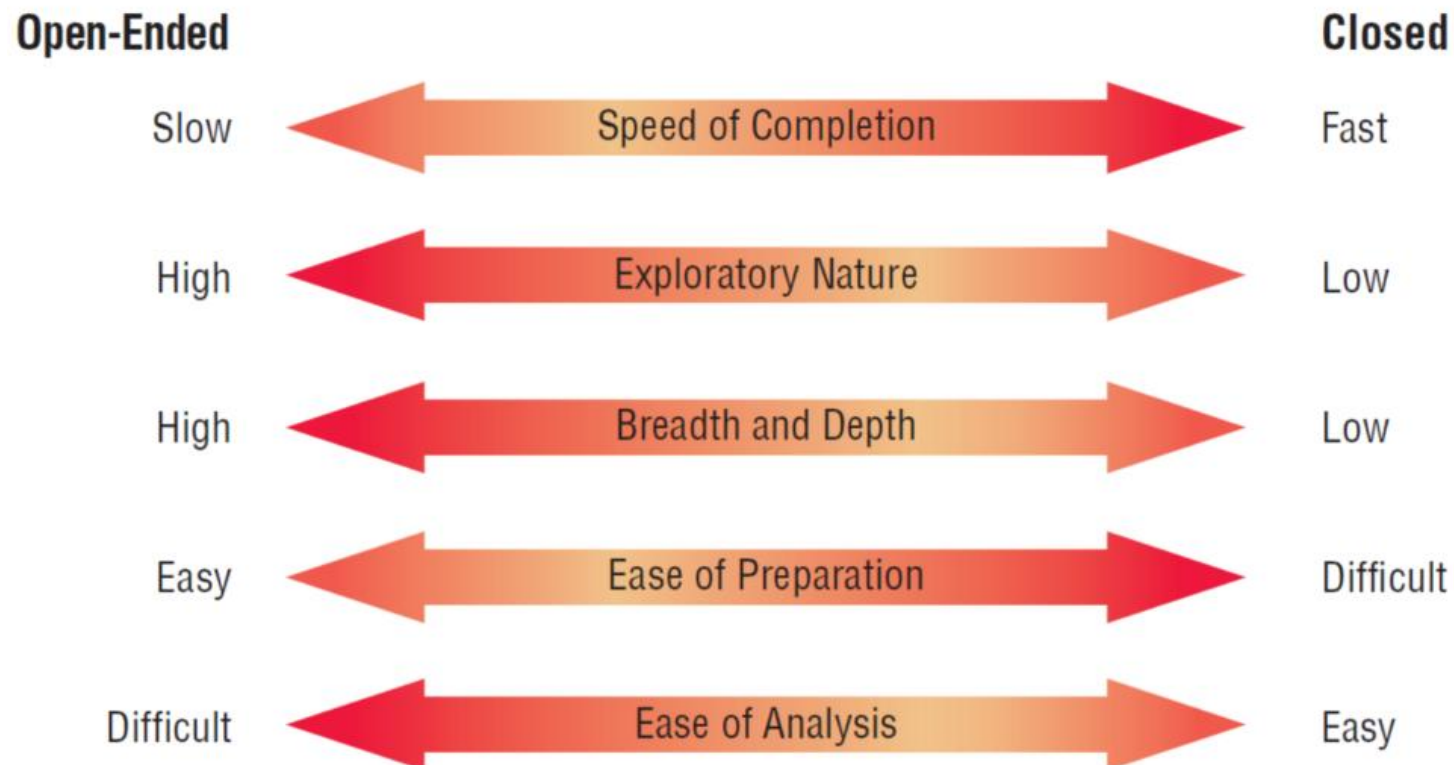 Open-Ended Closed
Slow Speed of Completion Fast
High Exploratory Nature Low
High Breadth and Depth Low
Easy Ease of Preparation Difficult
Difficult Ease of Analysis Easy